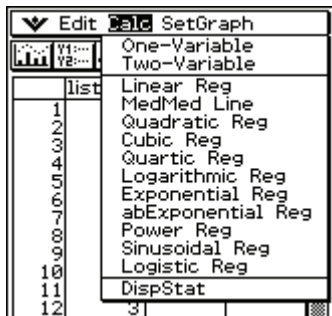 Edit Calc SetGraph
Y1:...
Y2:...
One-Variable
Two-Variable
list
Linear Reg
1
MedMed Line
2
Quadratic Reg
3
Cubic Reg
4
Quartic Reg
5
Logarithmic Reg
6
Exponential Reg
7
abExponential Reg
8
Power Reg
9
Sinusoidal Reg
10
Logistic Reg
11
DispStat
12 3